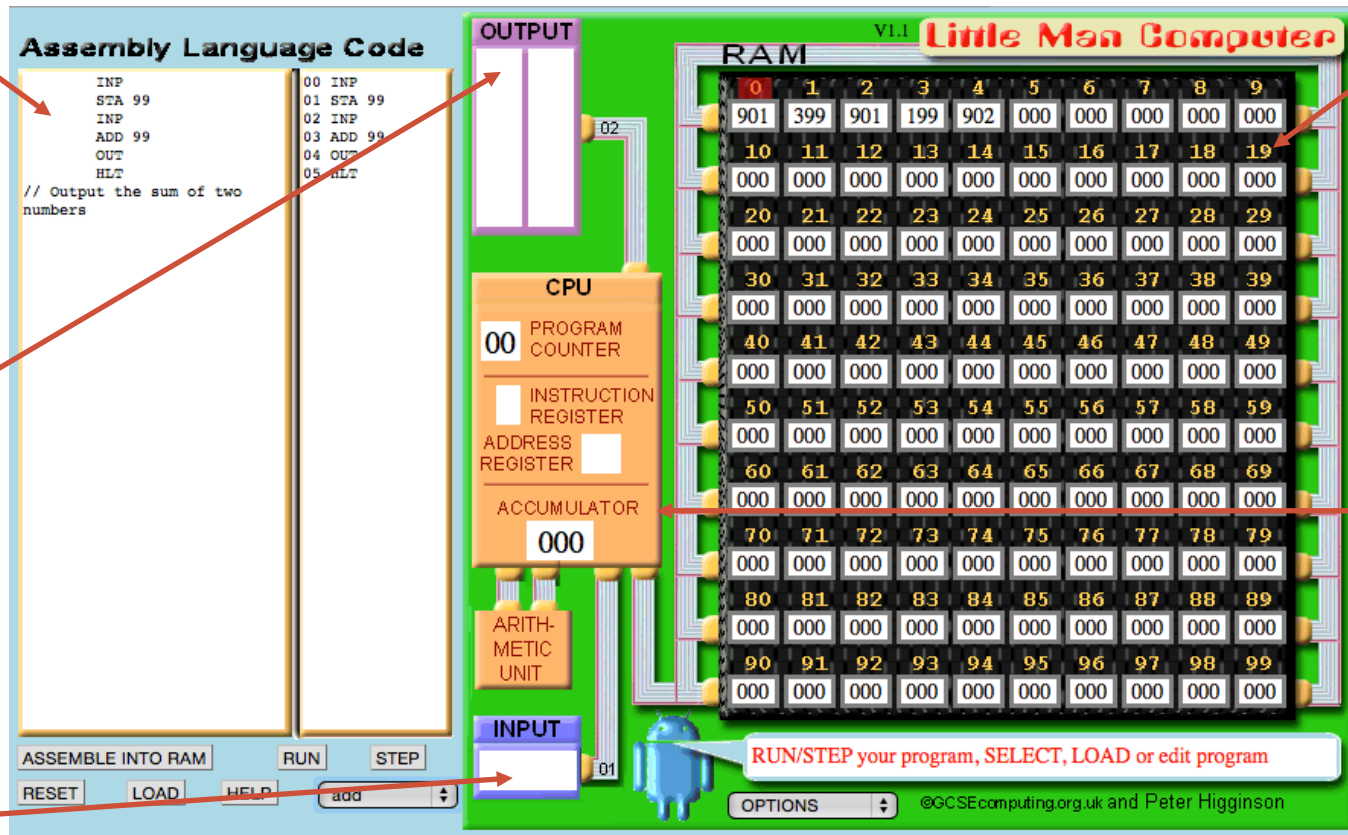 Assembly Language Code
INP
STA 99
INP
ADD 99
OUT
HLT
// Output the sum of two
numbers
00 INP
01 STA 99
02 INP
03 ADD 99
04 OUT
05 HLT
ASSEMBLE INTO RAM RUN STEP
RESET LOAD HELP add
OUTPUT
02
CPU
00 PROGRAM
COUNTER
INSTRUCTION
REGISTER
ADDRESS
REGISTER
ACCUMULATOR
000
ARITH-
METIC
UNIT
INPUT
01
V1.1 Little Man Computer
RAM
0 1 2 3 4 5 6 7 8 9
901 399 901 199 902 000 000 000 000 000
10 11 12 13 14 15 16 17 18 19
000 000 000 000 000 000 000 000 000 000
20 21 22 23 24 25 26 27 28 29
000 000 000 000 000 000 000 000 000 000
30 31 32 33 34 35 36 37 38 39
000 000 000 000 000 000 000 000 000 000
40 41 42 43 44 45 46 47 48 49
000 000 000 000 000 000 000 000 000 000
50 51 52 53 54 55 56 57 58 59
000 000 000 000 000 000 000 000 000 000
60 61 62 63 64 65 66 67 68 69
000 000 000 000 000 000 000 000 000 000
70 71 72 73 74 75 76 77 78 79
000 000 000 000 000 000 000 000 000 000
80 81 82 83 84 85 86 87 88 89
000 000 000 000 000 000 000 000 000 000
90 91 92 93 94 95 96 97 98 99
000 000 000 000 000 000 000 000 000 000
RUN/STEP your program, SELECT, LOAD or edit program
OPTIONS ©GCSEcomputing.org.uk and Peter Higginson